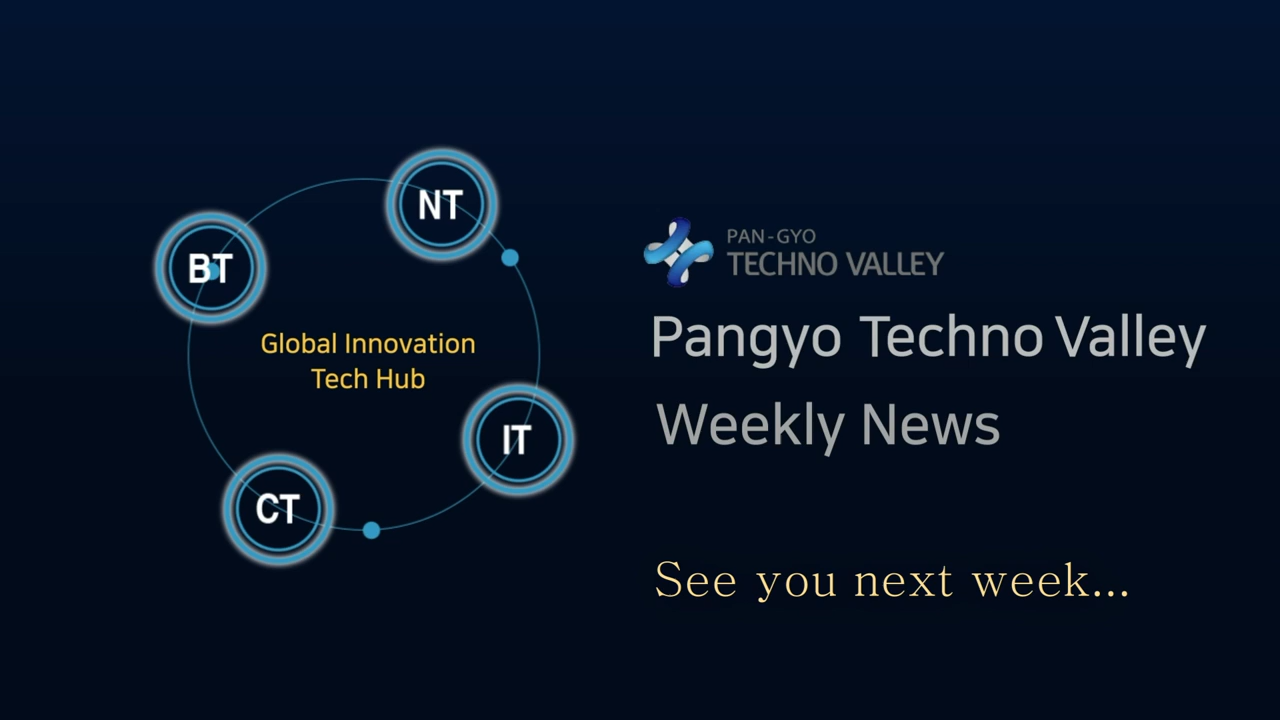 NT
BT
Global Innovation
Tech Hub
IT
CT
PAN-GYO
TECHNO VALLEY
Pangyo Techno Valley
Weekly News
See you next week...